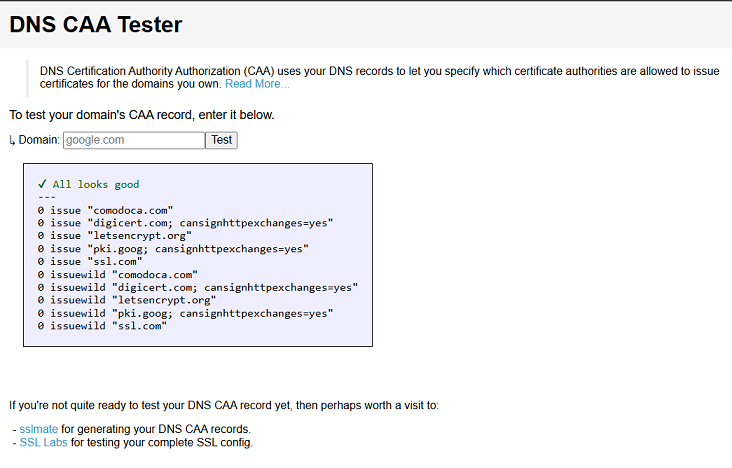 DNS CAA Tester
DNS Certification Authority Authorization (CAA) uses your DNS records to let you specify which certificate authorities are allowed to issue
certificates for the domains you own. Read More...
To test your domain's CAA record, enter it below.
↳ Domain: google.com Test
✓ All looks good
---
0 issue "comodoca.com"
0 issue "digicert.com; cansignhttpexchanges=yes"
0 issue "letsencrypt.org"
0 issue "pki.goog; cansignhttpexchanges=yes"
0 issue "ssl.com"
0 issuewild "comodoca.com"
0 issuewild "digicert.com; cansignhttpexchanges=yes"
0 issuewild "letsencrypt.org"
0 issuewild "pki.goog; cansignhttpexchanges=yes"
0 issuewild "ssl.com"
If you're not quite ready to test your DNS CAA record yet, then perhaps worth a visit to:
- sslmate for generating your DNS CAA records.
- SSL Labs for testing your complete SSL config.